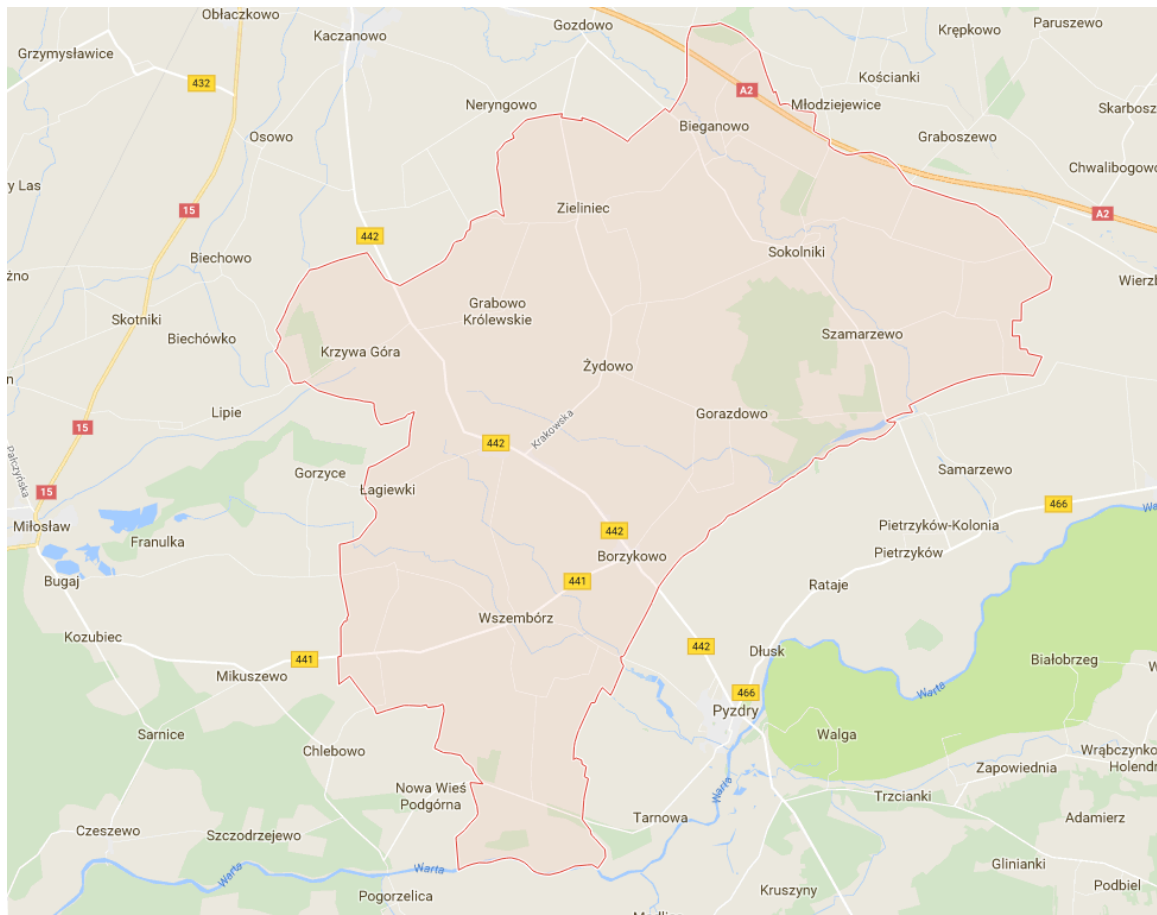 Obłaczkowo
Gozdowo
Paruszewo
Kaczanowo
Krępkowo
Grzymysławice
432
Kościanki
A2
Neryngowo
Młodziejewice
Skarbosz
Bieganowo
Osowo
Graboszewo
Chwalibogowo
y Las
15
Zieliniec
A2
442
Sokolniki
Biechowo
źno
Wierzb
Grabowo
Królewskie
Skotniki
Biechówko
Szamarzewo
Krzywa Góra
Żydowo
n
Lipie
Gorazdowo
15
Krakowska
442
Pałczyńska
Gorzyce
Samarzewo
15
Łagiewki
466
Miłosław
Pietrzyków-Kolonia
442
Franulka
Pietrzyków
Borzykowo
Bugaj
441
Rataje
Wszembórz
Kozubiec
442
Dłusk
441
Białobrzeg
W
Mikuszewo
466
Warta
Pyzdry
Sarnice
Walga
Chlebowo
Wrąbczynko
Holendr
Zapowiednia
Nowa Wieś
Podgórna
Warta
Trzcianki
Tarnowa
Adamierz
Czeszewo
Szczodrzejewo
Glinianki
Warta
Warta
Podbiel
Kruszyny
Pogorzelica